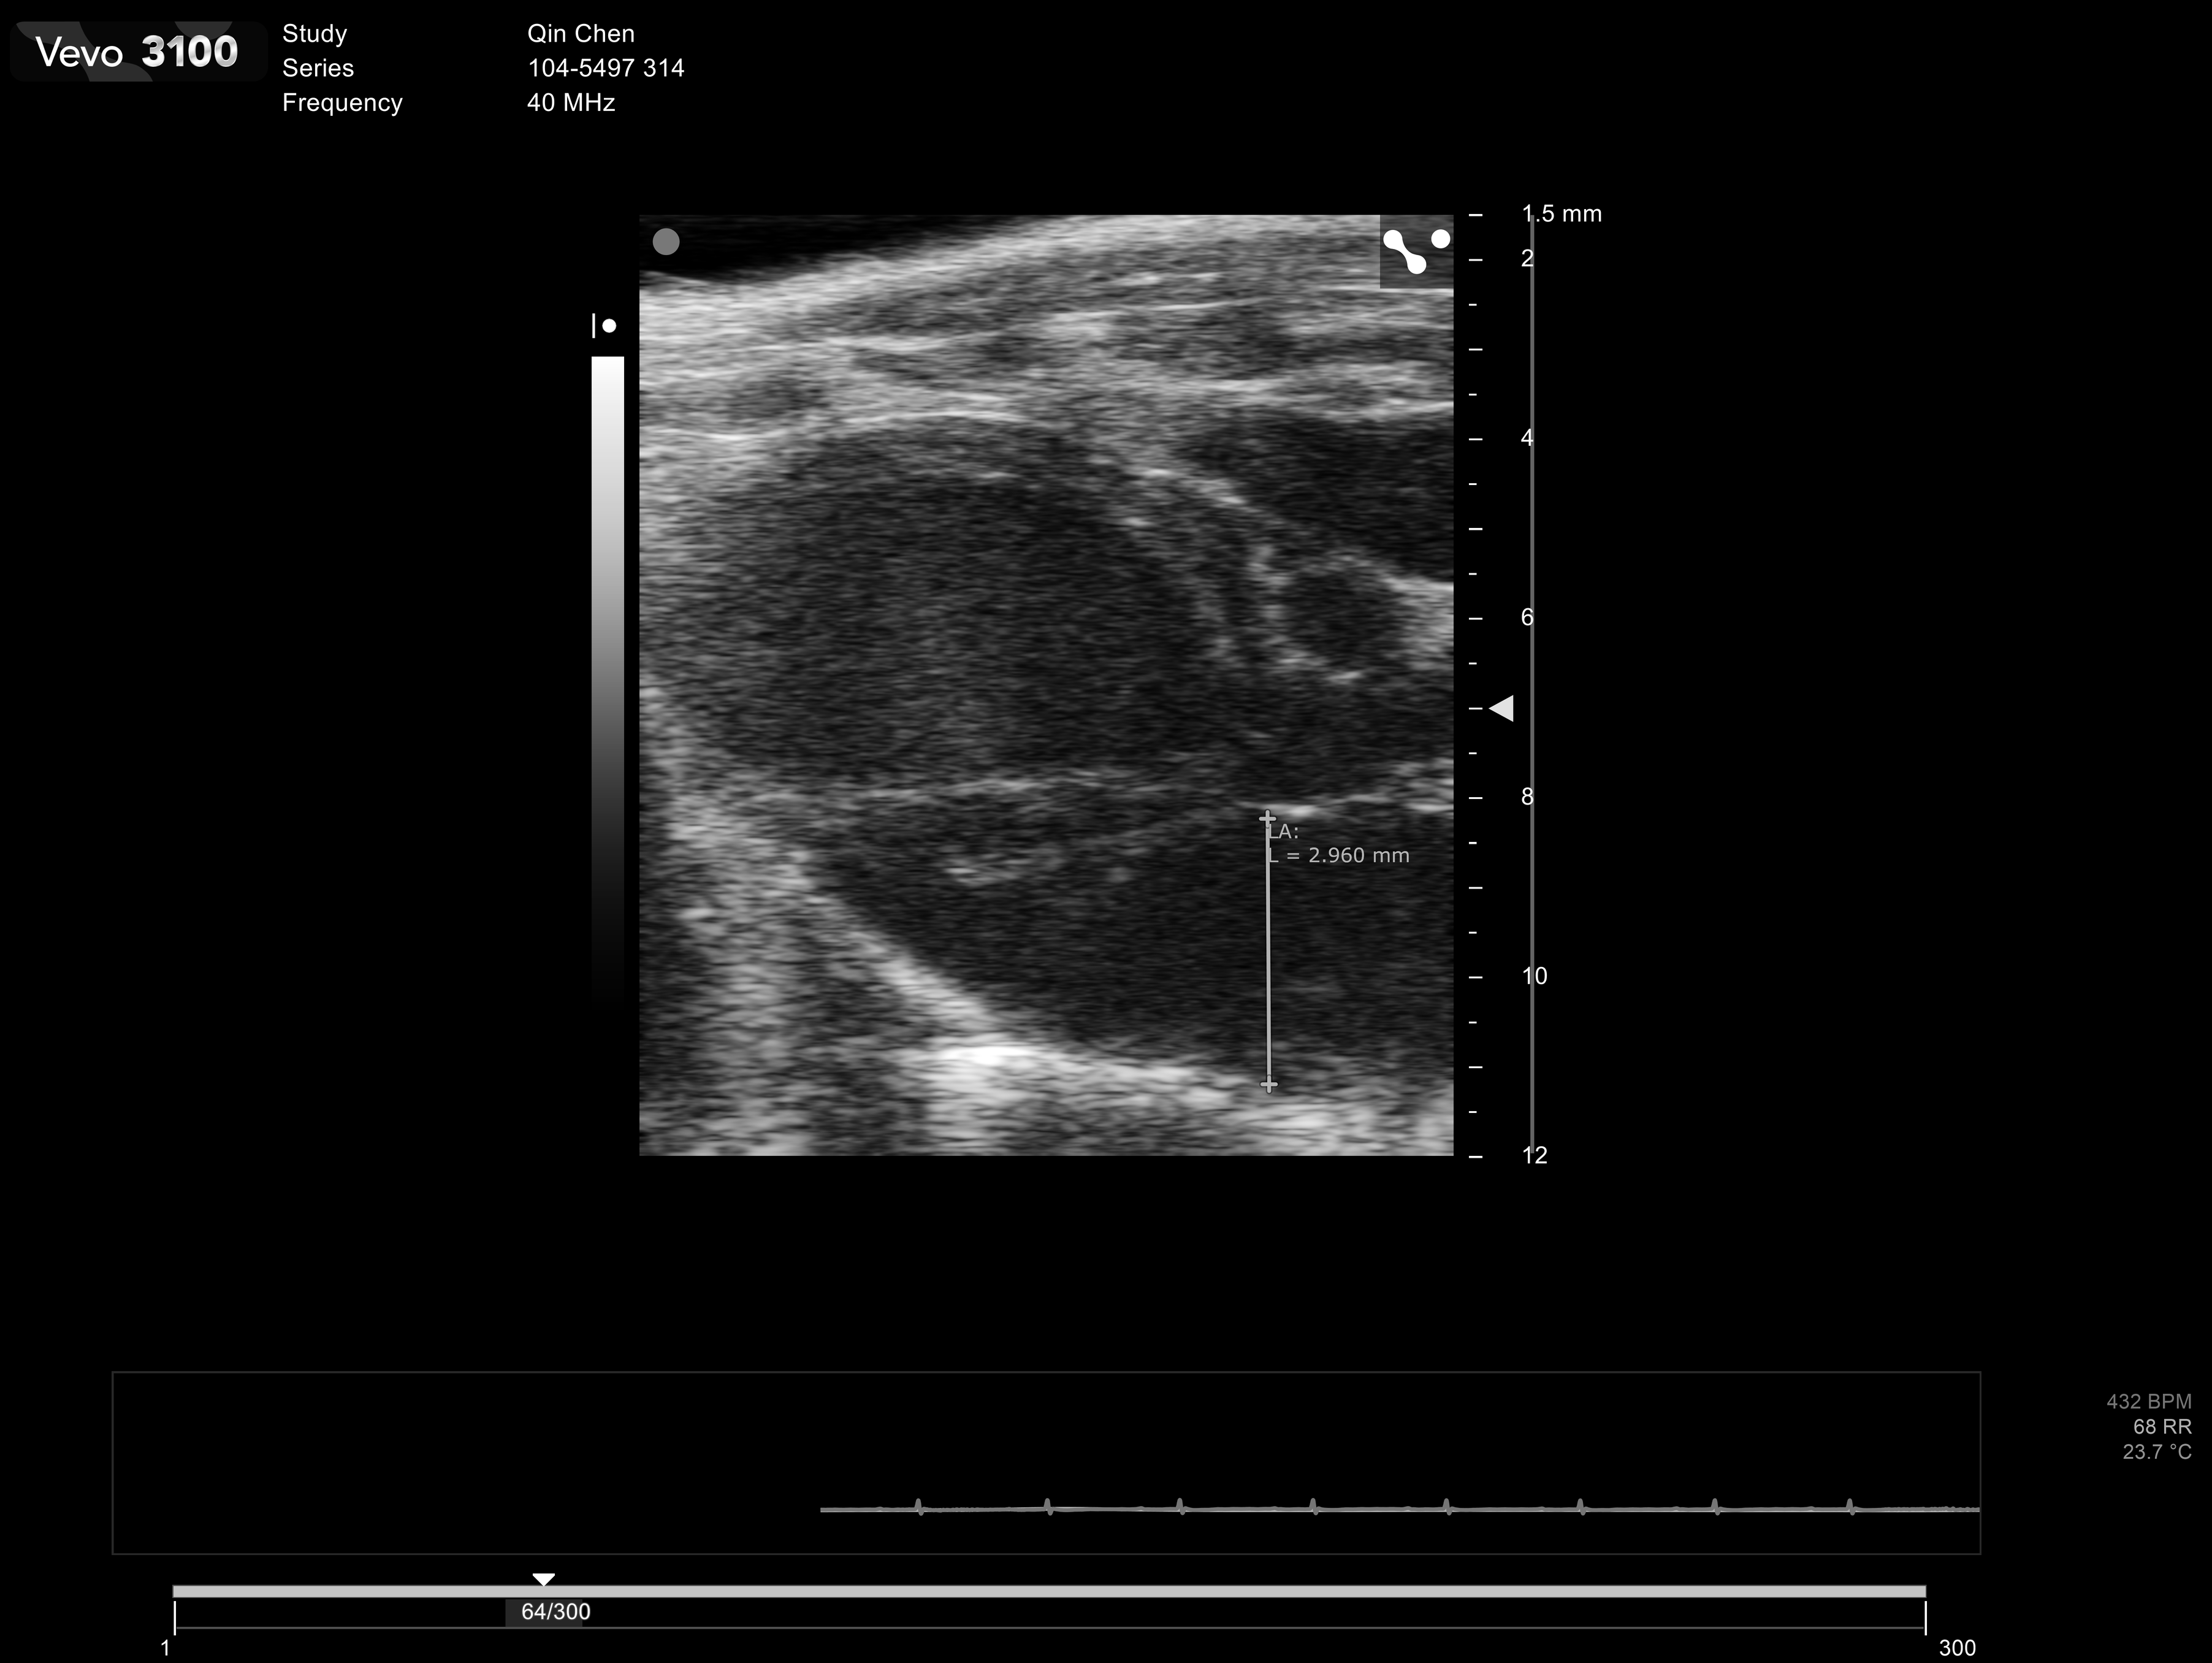 Vevo 3100
Study Qin Chen
Series 104-5497 314
Frequency 40 MHz
1.5 mm
2
4
6
8
LA:
L = 2.960 mm
10
12
432 BPM
68 RR
23.7 °C
64/300
1
300